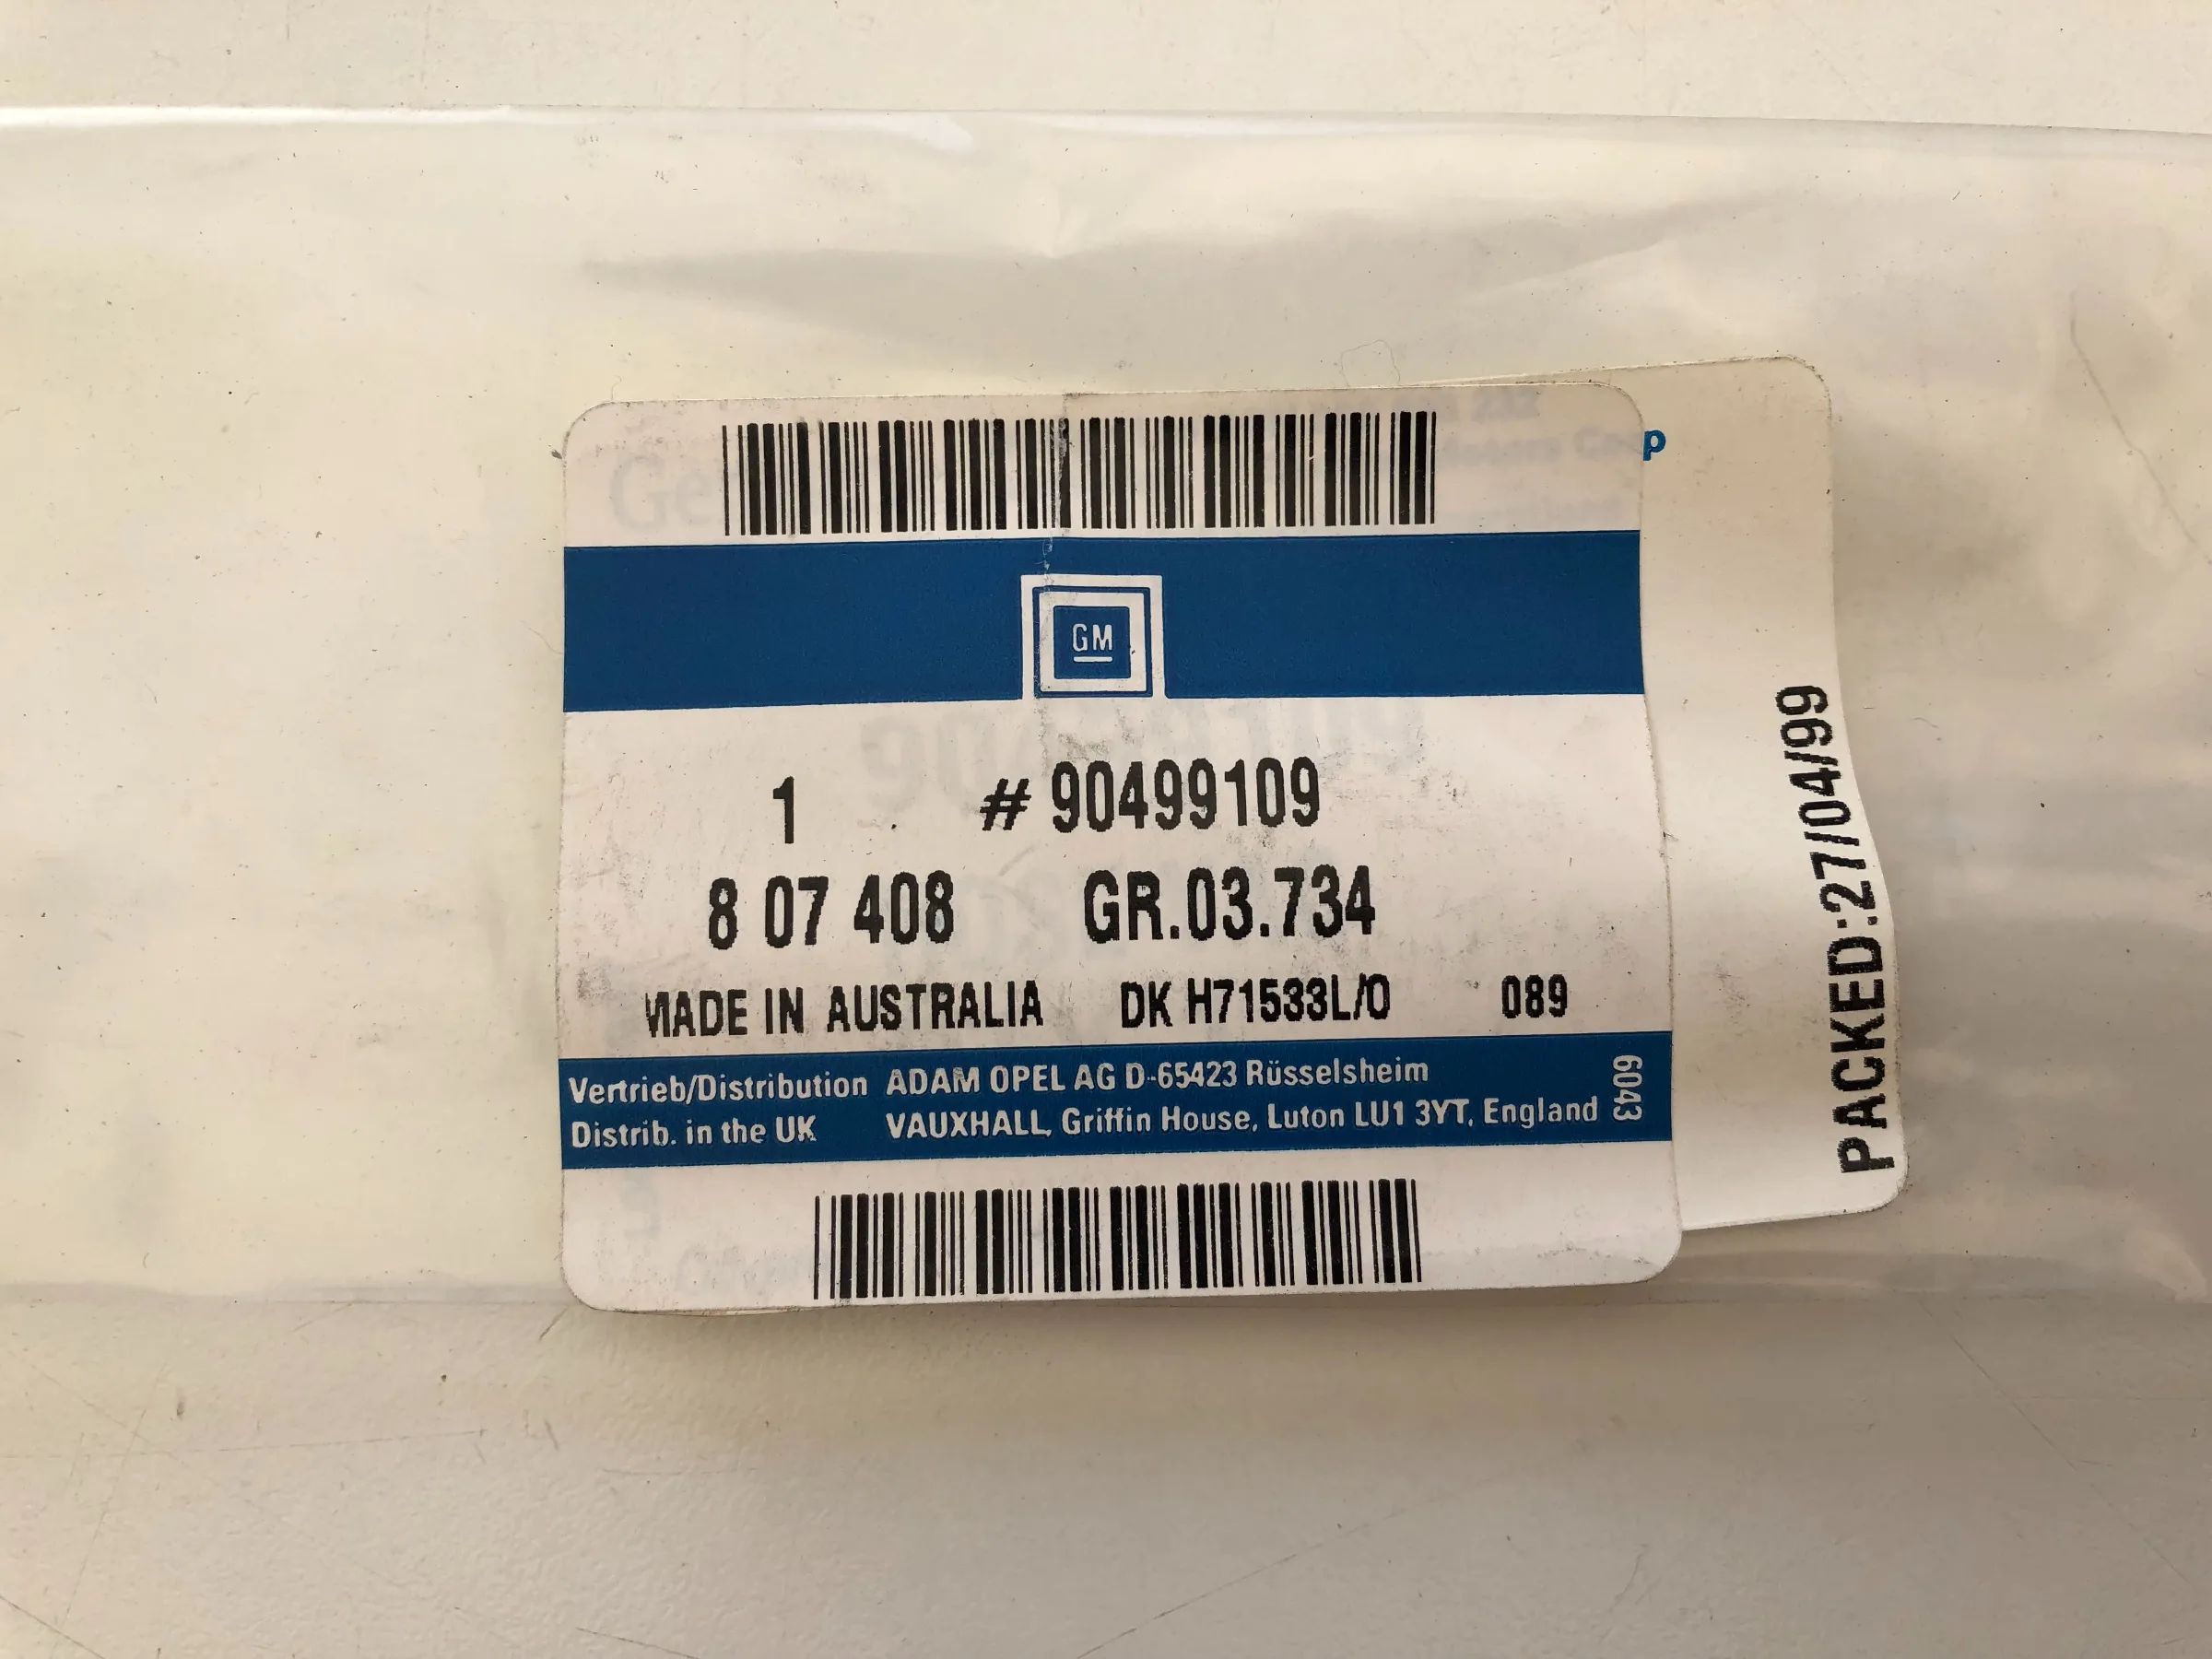 p
GM
1 # 90499109
8 07 408 GR.03.734
MADE IN AUSTRALIA DK H71533L/O 089
Vertrieb/Distribution ADAM OPEL AG D-65423 Rüsselsheim
Distrib. in the UK VAUXHALL, Griffin House, Luton LU1 3YT, England
6043
PACKED:27/04/99